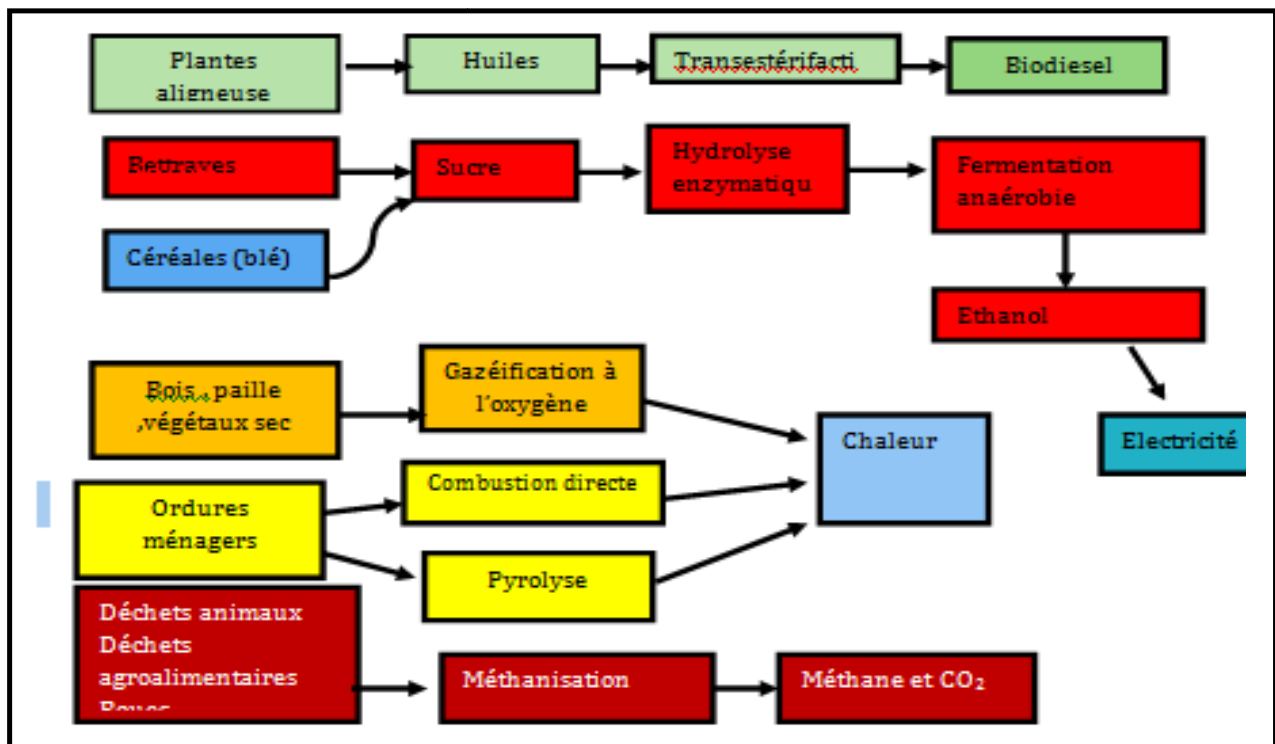 Plantes
aligneuse
Huiles
Transestérifacti
Biodiesel
Bettraves
Sucre
Hydrolyse
enzymatiqu
Fermentation
anaérobie
Céréales (blé)
Ethanol
Bois , paille
,végétaux sec
Gazéification à
l'oxygène
Chaleur
Electricité
Ordures
ménagers
Combustion directe
Pyrolyse
Déchets animaux
Déchets
agroalimentaires
Méthanisation
Méthane et CO₂